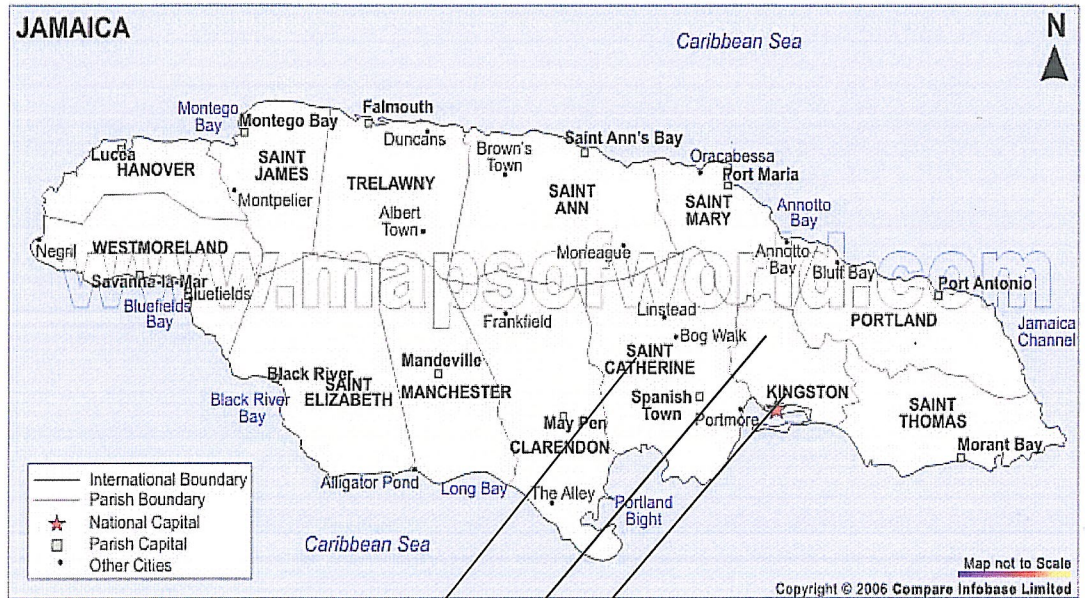 JAMAICA
N
Caribbean Sea
Montego
Bay
Falmouth
Montego Bay
Duncans
Saint Ann's Bay
Brown's
Town
Oracabessa
Port Maria
Lucea
HANOVER
SAINT
JAMES
TRELAWNY
SAINT
ANN
SAINT
MARY
Montpelier
Albert
Town
Annotto
Bay
Negril
WESTMORELAND
Moneague
Annotto
Bay
Bluff Bay
www.mapsofworld.com
Savanna-la-Mar
Bluefields
Bluefields
Bay
Port Antonio
Frankfield
Linstead
PORTLAND
Jamaica
Channel
Bog Walk
Mandeville
SAINT
CATHERINE
Black River
SAINT
ELIZABETH
MANCHESTER
Black River
Bay
Spanish
Town
KINGSTON
Portmore
SAINT
THOMAS
May Pen
CLARENDON
Morant Bay
Alligator Pond
Long Bay
The Alley
Portland
Bight
Caribbean Sea
International Boundary
Parish Boundary
National Capital
Parish Capital
Other Cities
Map not to Scale
Copyright © 2006 Compare Infobase Limited